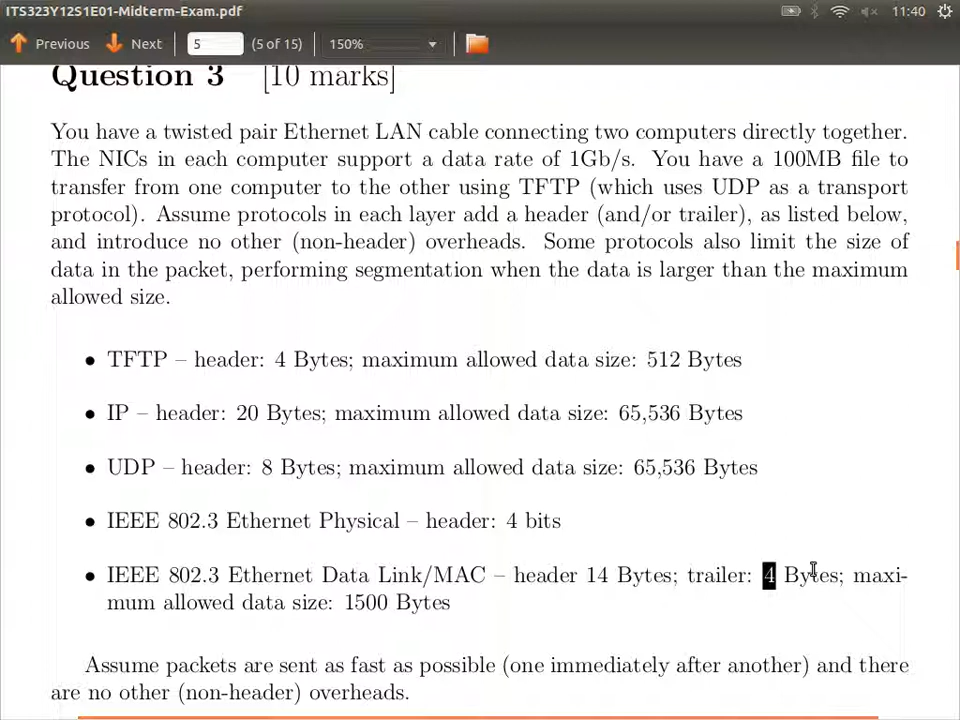 ITS323Y12S1E01-Midterm-Exam.pdf 11:40
Previous Next 5 (5 of 15) 150%
Question 3 [10 marks]
You have a twisted pair Ethernet LAN cable connecting two computers directly together.
The NICs in each computer support a data rate of 1Gb/s. You have a 100MB file to
transfer from one computer to the other using TFTP (which uses UDP as a transport
protocol). Assume protocols in each layer add a header (and/or trailer), as listed below,
and introduce no other (non-header) overheads. Some protocols also limit the size of
data in the packet, performing segmentation when the data is larger than the maximum
allowed size.
• TFTP – header: 4 Bytes; maximum allowed data size: 512 Bytes
• IP – header: 20 Bytes; maximum allowed data size: 65,536 Bytes
• UDP – header: 8 Bytes; maximum allowed data size: 65,536 Bytes
• IEEE 802.3 Ethernet Physical – header: 4 bits
• IEEE 802.3 Ethernet Data Link/MAC – header 14 Bytes; trailer: 4 Bytes; maxi-
mum allowed data size: 1500 Bytes
Assume packets are sent as fast as possible (one immediately after another) and there
are no other (non-header) overheads.